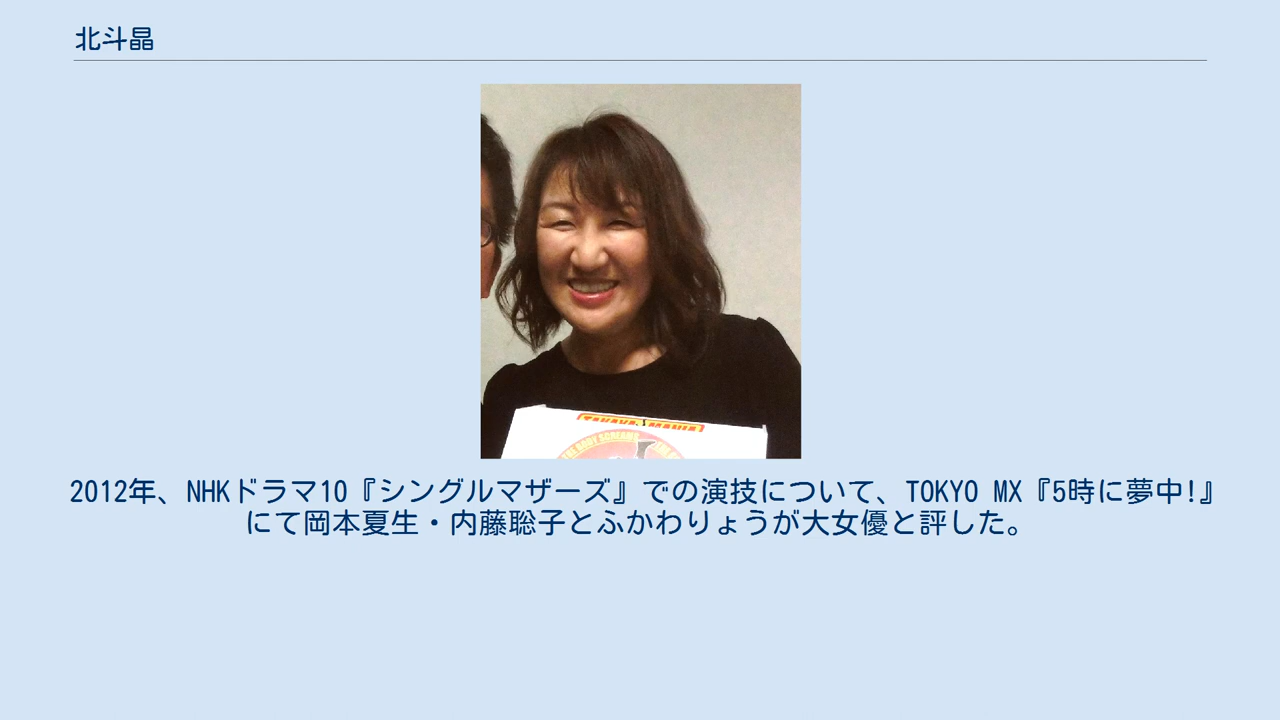 北斗晶
THE BODY SCREAMS
2012年、NHKドラマ10『シングルマザーズ』での演技について、TOKYO MX『5時に夢中!』
にて岡本夏生・内藤聡子とふかわりょうが大女優と評した。